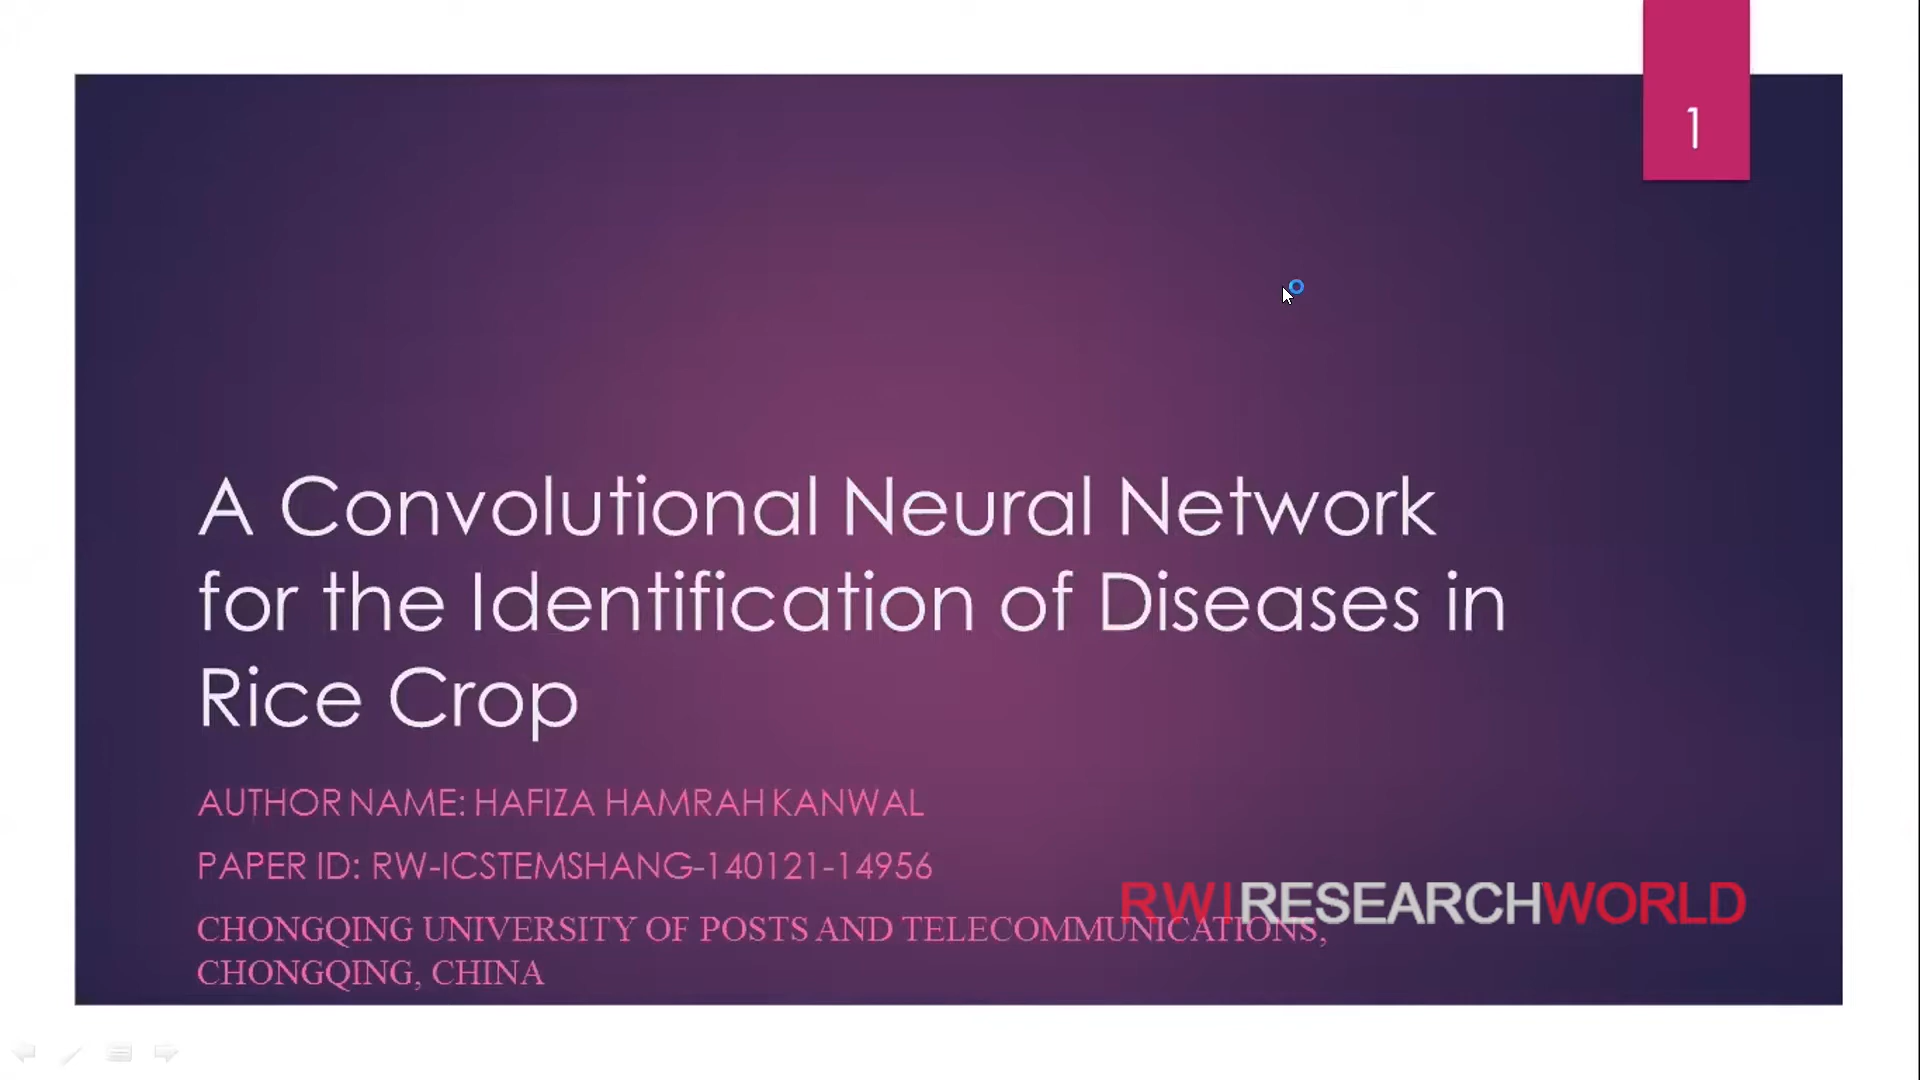 1
A Convolutional Neural Network
for the Identification of Diseases in
Rice Crop
AUTHOR NAME: HAFIZA HAMRAH KANWAL
PAPER ID: RW-ICSTEMSHANG-140121-14956
RWIRESEARCHWORLD
CHONGQING UNIVERSITY OF POSTS AND TELECOMMUNICATIONS,
CHONGQING, CHINA